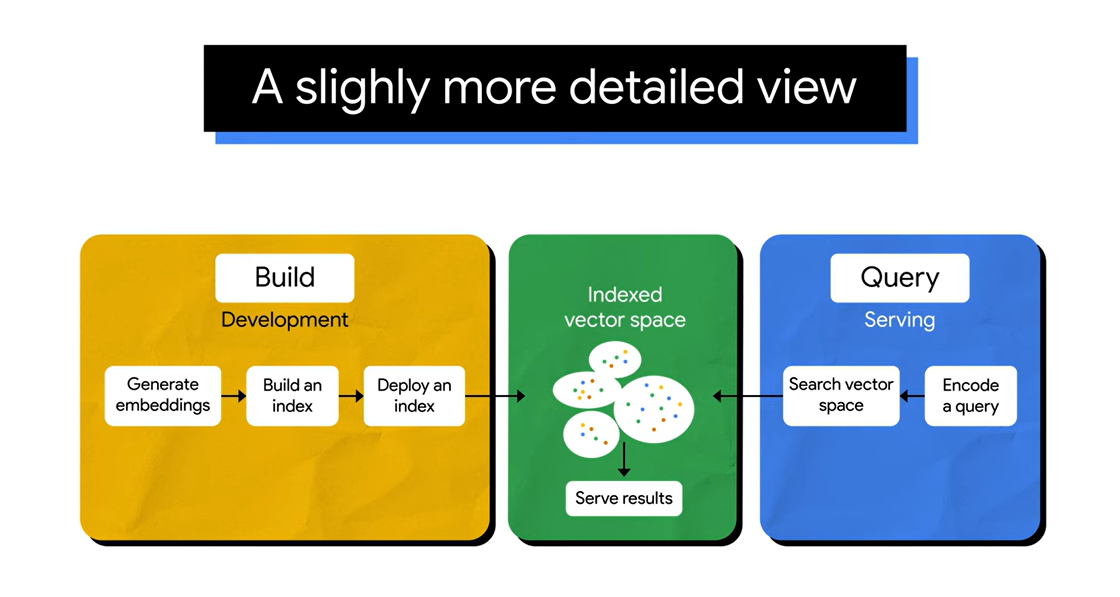 A slighly more detailed view
Build
Development
Generate
embeddings
Build an
index
Deploy an
index
Indexed
vector space
Serve results
Query
Serving
Search vector
space
Encode
a query